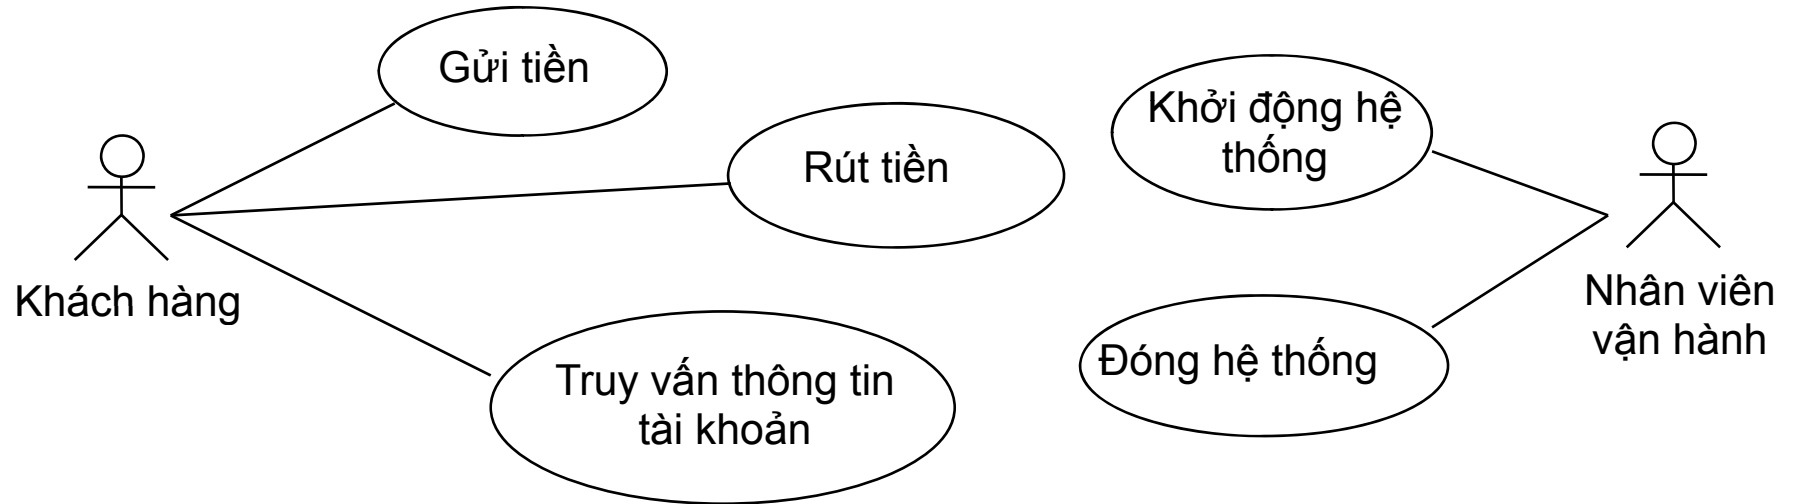 Gửi tiền
Khởi động hệ
thống
Rút tiền
Khách hàng
Nhân viên
vận hành
Đóng hệ thống
Truy vấn thông tin
tài khoản